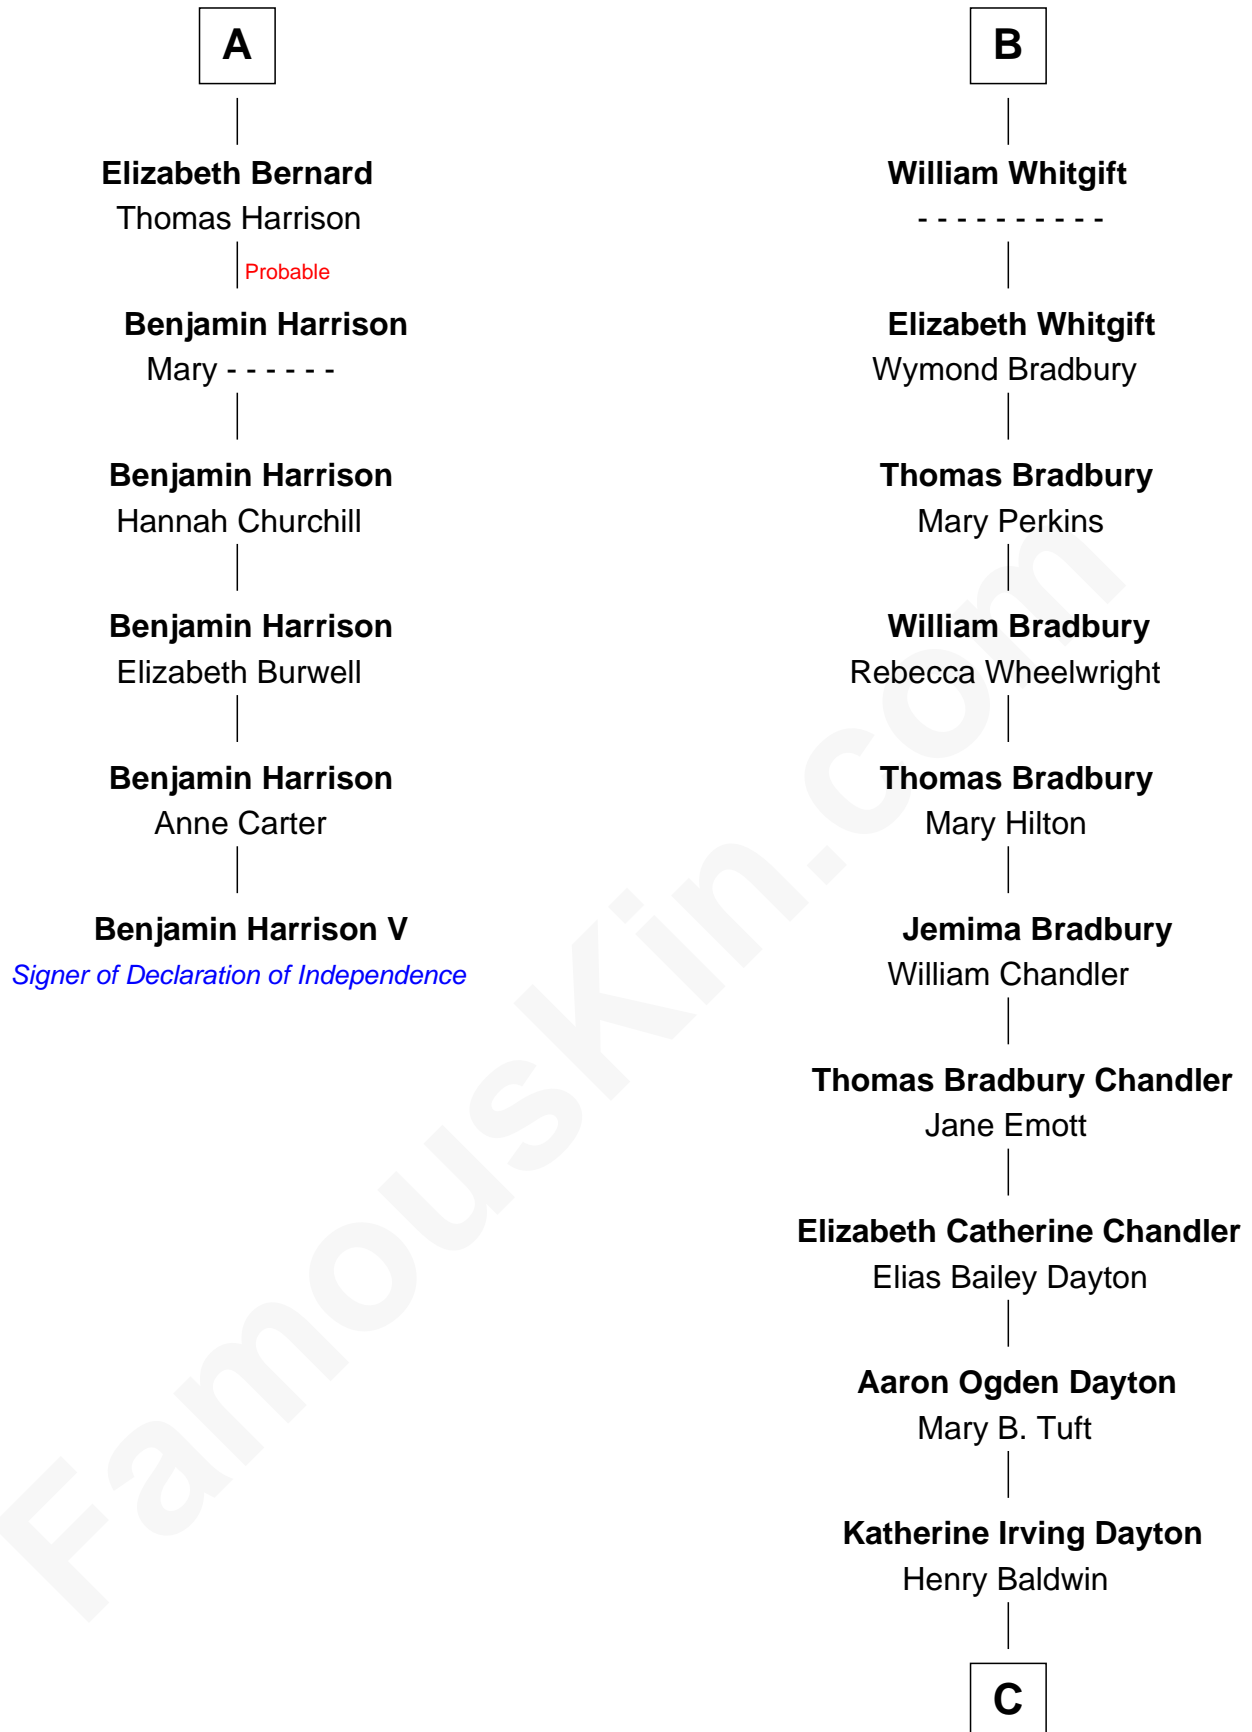 A
Elizabeth Bernard
Thomas Harrison
Probable
Benjamin Harrison
Mary - - - - - -
Benjamin Harrison
Hannah Churchill
Benjamin Harrison
Elizabeth Burwell
Benjamin Harrison
Anne Carter
Benjamin Harrison V
Signer of Declaration of Independence
B
William Whitgift
- - - - - - - - - -
Elizabeth Whitgift
Wymond Bradbury
Thomas Bradbury
Mary Perkins
William Bradbury
Rebecca Wheelwright
Thomas Bradbury
Mary Hilton
Jemima Bradbury
William Chandler
Thomas Bradbury Chandler
Jane Emott
Elizabeth Catherine Chandler
Elias Bailey Dayton
Aaron Ogden Dayton
Mary B. Tuft
Katherine Irving Dayton
Henry Baldwin
C
FamousKin.com